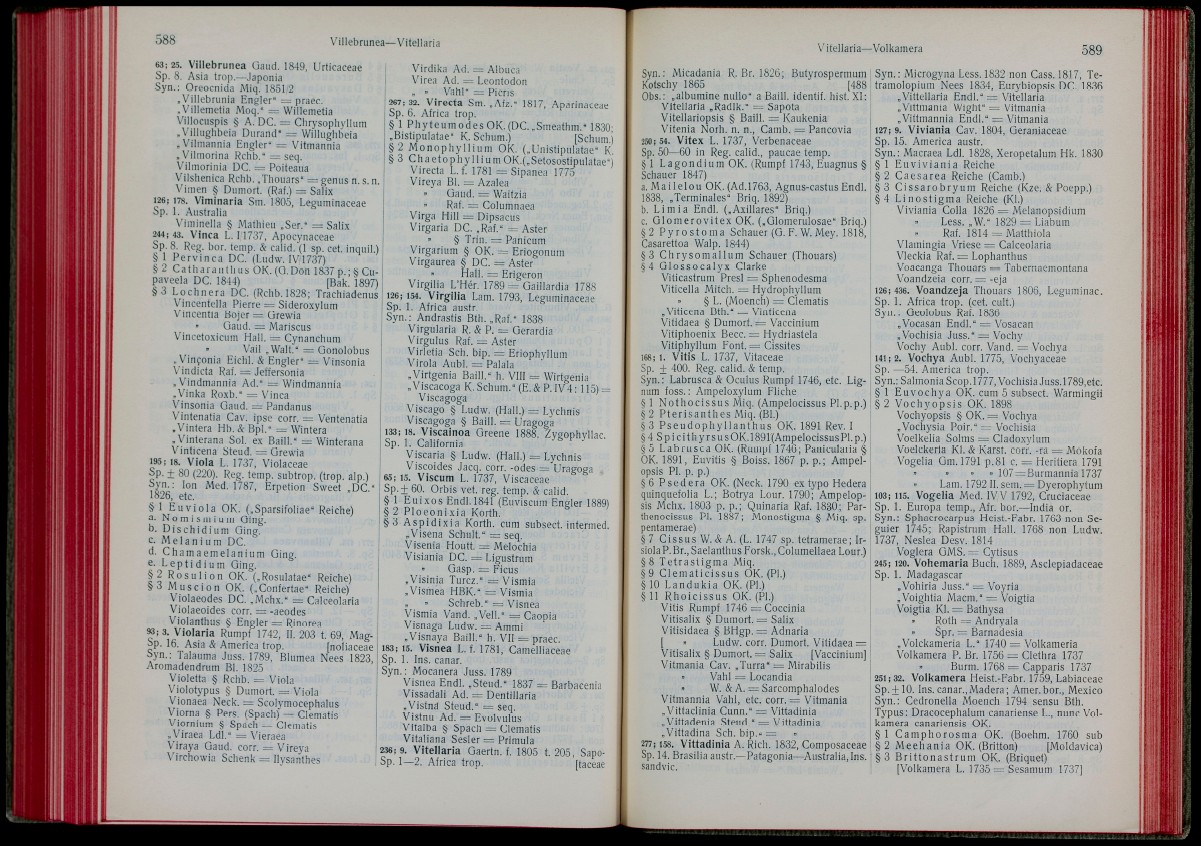 588
Villebrunea—Vitellaria
63; 25. Villebrunea Gaud. 1849, Urticaceae
Sp. 8. Asia trop.—Japonia
Syn.: Oreocnida Miq. 1851/2
„Villebrunia Engler“ = praec.
„Villemetia Moq.“ = Willemetia
Villocuspis § A. DC. = Chrysophyllum
„Villughbeia Durand“ = Willughbeia
„Vilmannia Engler“ = Vitmannia
„Vilmorina Rchb.“ = seq.
Vilmorinia DC. = Poiteaua
Vilshenica Rchb. „Thouars“ = genus n. s. n.
Vimen § Dumort. (Raf.) = Salix
126; 178. Viminaria Sm. 1805, Leguminaceae
Sp. 1. Australia
Viminella § Mathieu „Ser.“ = Salix
244; 43. Vinca L. I 1737, Apocynaceae
Sp. 8. Reg. bor. temp. & calid. (1 sp. cet. inquil.)
§ 1 Pervinca DC. (Ludw. IV 1737)
§ 2 Catharanthus OK. (G. Don 1837 p.; § Cupaveela
DC. 1844) [Bak. 1897)
§ 3 Lochnera DC. (Rchb. 1828; Trachidenus
Vincentella Pierre = Sideroxylum
Vincentia Bojer = Grewia
„ Gaud. = Mariscus
Vincetoxicum Hall. = Cynanchum
„ Vail „Walt.“ = Gonolobus
„Vinçonia Eichl. & Engler“ = Vinsonia
Vindicta Raf. = Jeffersonia
„Vindmannia Ad.“ = Windmannia
„Vinka Roxb.“ = Vinca
Vinsonia Gaud. = Pandanus
Vintenatia Cav. ipse corr. = Ventenatia
„Vintera Hb. & Bpl.“ = Wintera
„Vinterana Sol. ex Baill.“ = Winterana
Vinticena Steud. = Grewia
195; 18. Viola L. 1737, Violaceae
Sp. ± 80 (220). Reg. temp. subtrop. (trop. alp.)
Syn.: Ion Med. 1787, Erpetion Sweet „DC.“
1826, etc.
§ 1 Euviola OK. („Sparsifoliae“ Reiche)
a. Nomismium Ging.
b. Dischidium Ging.
c. Melanium DC.
d. Chamaemelanium Ging.
e. Leptidium Ging.
§ 2 Rosulion OK. („Rosulatae“ Reiche)
§ 3 Muscion OK. („Confertae“ Reiche)
Violaeodes DC. „Mchx.“ = Calceolaria
Violaeoides corr. = -aeodes
Violanthus § Engler = Rinorea
93; 3. Violaria Rumpf 1742, II. 203 t. 69, Mag-
Sp. 16. Asia & America trop. [noliaceae
Syn.: Talauma Juss. 1789, Blumea Nees 1823,
Aromadendrum Bl. 1825
Violetta § Rchb. = Viola
Violotypus § Dumort. = Viola
Vionaea Neck. = Scolymocephalus
Viorna § Pers. (Spach) = Clematis
Viornium § Spach = Clematis
„Viraea Ldl.“ = Vieraea
Viraya Gaud. corr. = Vireya
Virchowia Schenk = Ilysanthes
Virdika Ad. = Albuca
Virea Ad. = Leontodon
„ „ Vahl“ = Picris
267; 32. Virecta Sm. „Afz.“ 1817, Aparinaceae
Sp. 6. Africa trop.
§ 1 Phyteumodes OK. (DC. „Smeathm.“ 1830;
„Bistipulatae“ K. Schum.) [Schum.)
§ 2 Monophyllium OK. („Unistipulatae“ K.
§ 3 Chaetophyllium OK. („Setosostipulatae“)
Virecta L. f. 1781 = Sipanea 1775
Vireya Bl. = Azalea
„ Gaud. = Waitzia
„ Raf. = Columnaea
Virga Hill = Dipsacus
Virgaria DC. „Raf.“ = Aster
„ § Trin. = Panicum
Virgarium § OK. = Eriogonum
Virgaurea § DC. = Aster
„ Hall. = Erigeron
Virgilia L'Hér. 1789 = Gaillardia 1788
126; 154. Virgilia Lam. 1793, Leguminaceae
Sp. 1. Africa austr.
Syn.: Andrastis Bth. „Raf.“ 1838
Virgularia R. & P. = Gerardia
Virgulus Raf. = Aster
Virletia Sch. bip. = Eriophyllum
Virola Aubl. = Palala
„Virtgenia Baill.“ h. VIII = Wirtgenia
„Viscacoga K. Schum.“ (E. & P. IV 4: 115) =
Viscagoga
Viscago § Ludw. (Hall.) = Lychnis
Viscagoga § Baill. = Uragoga
133; 18. Viscainoa Greene 1888, Zygophyllac.
Sp. 1. California
Viscaria § Ludw. (Hall.) = Lychnis
Viscoides Jacq. corr. -odes = Uragoga
65; 15. Viscum L. 1737, Viscaceae
Sp. ± 60. Orbis vet. reg. temp. & calid.
§ 1 Euixos Endl. 1841 (Euviscum Engler 1889)
§ 2 Ploconixia Korth.
§ 3 Aspidixia Korth. cum subsect. intermed.
„Visena Schult.“ = seq.
Visenia Houtt. = Melochia
Visiania DC. = Ligustrum
„ Gasp. = Ficus
„Visinia Turcz.“ = Vismia
„Vismea HBK.“ = Vismia
„ „ Schreb.“ = Visnea
Vismia Vand. „Vell.“ = Caopia
Visnaga Ludw. = Ammi
„Visnaya Baill.“ h. VII = praec.
183; 15. Visnea L. f. 1781, Camelliaceae
Sp. 1. Ins. canar.
Syn.: Mocanera Juss. 1789
Visnea Endl. „Steud.“ 1837 = Barbacenia
Vissadali Ad. = Dentillaria
„Vistna Steud.“ = seq.
Vistnu Ad. = Evolvulus
Vitalba § Spach = Clematis
Vitaliana Sesler = Primula
236; 9. Vitellaria Gaertn. f. 1805 t. 205, Sapo-
Sp. 1—2. Africa trop. [taceae
Vitellaria—Volkamera
589
Syn.: Micadania R. Br. 1826; Butyrospermum
Kotschy 1865 [488
Obs.: „albumine nullo“ a Baill. identif. hist. XI:
Vitellaria „Radlk.“ = Sapota
Vitellariopsis § Baill. = Kaukenia
Vitenia Norh. n. n., Camb. = Pancovia
250; 54. Vitex L. 1737, Verbenaceae
Sp. 50—60 in Reg. calid., paucae temp.
§ 1 Lagondium OK. (Rumpf 1743, Euagnus §
Schauer 1847)
a. Mailelou OK. (Ad. 1763, Agnus-castus Endl.
1838, „Terminales“ Briq. 1892)
b. Limia Endl. („Axillares“ Briq.)
c. Glomerovitex OK. („Glomerulosae“ Briq.)
§ 2 Pyrostoma Schauer (G. F. W. Mey. 1818,
Casarettoa Walp. 1844)
§ 3 Chrysomallum Schauer (Thouars)
§ 4 Glossocalyx Clarke
Viticastrum Presl = Sphenodesma
Viticella Mitch. = Hydrophyllum
„ § L. (Moench) = Clematis
„Viticena Bth.“ = Vinticena
Vitidaea § Dumort. = Vaccinium
Vitiphoenix Becc. = Hydriastela
Vitiphyllum Font. = Cissites
168; 1. Vitis L. 1737, Vitaceae
Sp. ± 400. Reg. calid. & temp.
Syn.: Labrusca & Oculus Rumpf 1746, etc. Lignum
foss.: Ampeloxylum Fliche
§ 1 Nothocissus Miq. (Ampelocissus Pl. p. p.)
§ 2 Pterisanthes Miq. (Bl.)
§ 3 Pseudophyllanthus OK. 1891 Rev. I
§ 4 Spicithyrsus OK. 1891 (Ampelocissus Pl. p.)
§ 5 Labrusca OK. (Rumpf 1746; Panicularia §
OK. 1891, Euvitis § Boiss. 1867 p. p.; Ampelopsis
Pl. p. p.)
§ 6 Psedera OK. (Neck. 1790 ex typo Hedera
quinquefolia L.; Botrya Lour. 1790; Ampelopsis
Mchx. 1803 p. p.; Quinaria Raf. 1830; Parthenocissus
Pl. 1887; Monostigma § Miq. sp.
pentamerae)
§ 7 Cissus W. & A. (L. 1747 sp. tetramerae; Irsiola
P. Br., Saelanthus Forsk., Columellaea Lour.)
§ 8 Tetrastigma Miq.
§ 9 Clematicissus OK. (Pl.)
§ 10 Landukia OK. (Pl.)
§ 11 Rhoicissus OK. (Pl.)
Vitis Rumpf 1746 = Coccinia
Vitisalix § Dumort. = Salix
Vitisidaea § BHgp. = Adnaria
[ „ Ludw. corr. Dumort. Vitidaea =
Vitisalix § Dumort. = Salix [Vaccinium]
Vitmania Cav. „Turra“ = Mirabilis
„ Vahl = Locandia
„ W. & A. = Sarcomphalodes
Vitmannia Vahl, etc. corr. = Vitmania
„Vittaclinia Cunn.“ = Vittadinia
„Vittadenia Steud.“ = Vittadinia
„Vittadina Sch. bip.“ = „
277; 158. Vittadinia A. Rich. 1832, Composaceae
Sp. 14. Brasilia austr.—Patagonia—Australia, Ins.
sandvic.
Syn.: Microgyna Less. 1832 non Cass. 1817, Tetramolopium
Nees 1834, Eurybiopsis DC. 1836
„Vittellaria Endl.“ = Vitellaria
„Vittmania Wight“ = Vitmania
„Vittmannia Endl.“ = Vitmania
127; 9. Viviania Cav. 1804, Geraniaceae
Sp. 15. America austr.
Syn.: Macraea Ldl. 1828, Xeropetalum Hk. 1830
§ 1 Euviviania Reiche
§ 2 Caesarea Reiche (Camb.)
§ 3 Cissarobryum Reiche (Kze. & Poepp.)
§ 4 Linostigma Reiche (Kl.)
Viviania Colla 1826 = Melanopsidium
„ Less. „W.“ 1829 = Liabum
„ Raf. 1814 = Matthiola
Vlamingia Vriese = Calceolaria
Vleckia Raf. = Lophanthus
Voacanga Thouars = Tabernaemontana
Voandzeia corr. = -eja
126; 436. Voandzeja Thouars 1806, Leguminac.
Sp. 1. Africa trop. (cet. cult.)
Syn.: Geolobus Raf. 1836
„Vocasan Endl.“ = Vosacan
„Vochisia Juss.“ = Vochy
Vochy Aubl. corr. Vand. = Vochya
141; 2. Vochya Aubl. 1775, Vochyaceae
Sp. —54. America trop.
Syn.: Salmonia Scop. 1777, Vochisia Juss. 1789, etc.
§ 1 Euvochya OK. cum 5 subsect. Warmingii
§ 2 Vochyopsis OK. 1898
Vochyopsis § OK. = Vochya
„Vochysia Poir.“ = Vochisia
Voelkelia Solms = Cladoxylum
Voelckeria Kl. & Karst. corr. -ra = Mokofa
Vogelia Gm. 1791 p. 81 c. = Heritiera 1791
„ „ „ „ 107 = Burmannia 1737
„ Lam. 1792 Il. sem. = Dyerophytum
103; 115. Vogelia Med. IV V 1792, Cruciaceae
Sp. 1. Europa temp., Afr. bor.—India or.
Syn.: Sphaerocarpus Heist.-Fabr. 1763 non Seguier
1745; Rapistrum Hall. 1768 non Ludw.
1737, Neslea Desv. 1814
Voglera GMS. = Cytisus
245; 120. Vohemaria Buch. 1889, Asclepiadaceae
Sp. 1. Madagascar
„Vohiria Juss.“ = Voyria
„Voightia Macm.“ = Voigtia
Voigtia Kl. = Bathysa
„ Roth = Andryala
„ Spr. = Barnadesia
„Volckameria L.“ 1740 = Volkameria
Volkamera P. Br. 1756 = Clethra 1737
„ Burm. 1768 = Capparis 1737
251; 32. Volkamera Heist.-Fabr. 1759, Labiaceae
Sp. ± 10. Ins. canar., Madera; Amer. bor., Mexico
Syn.: Cedronella Moench 1794 sensu Bth.
Typus: Dracocephalum canariense L., nunc Volkamera
canariensis OK.
§ 1 Camphorosma OK. (Boehm. 1760 sub
§ 2 Meehania OK. (Britton) [Moldavica)
§ 3 Brittonastrum OK. (Briquet)
[Volkamera L. 1735 = Sesamum 1737]